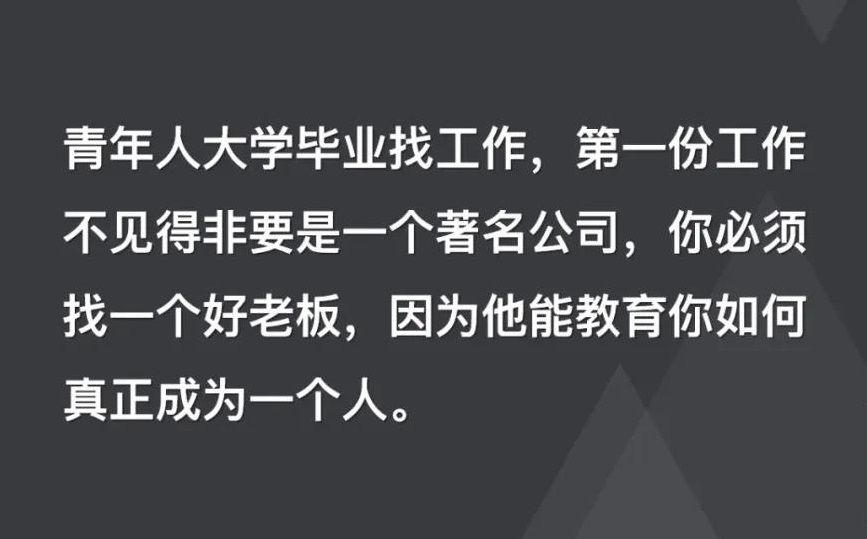 青年人大学毕业找工作，第一份工作
不见得非要是一个著名公司，你必须
找一个好老板，因为他能教育你如何
真正成为一个人。